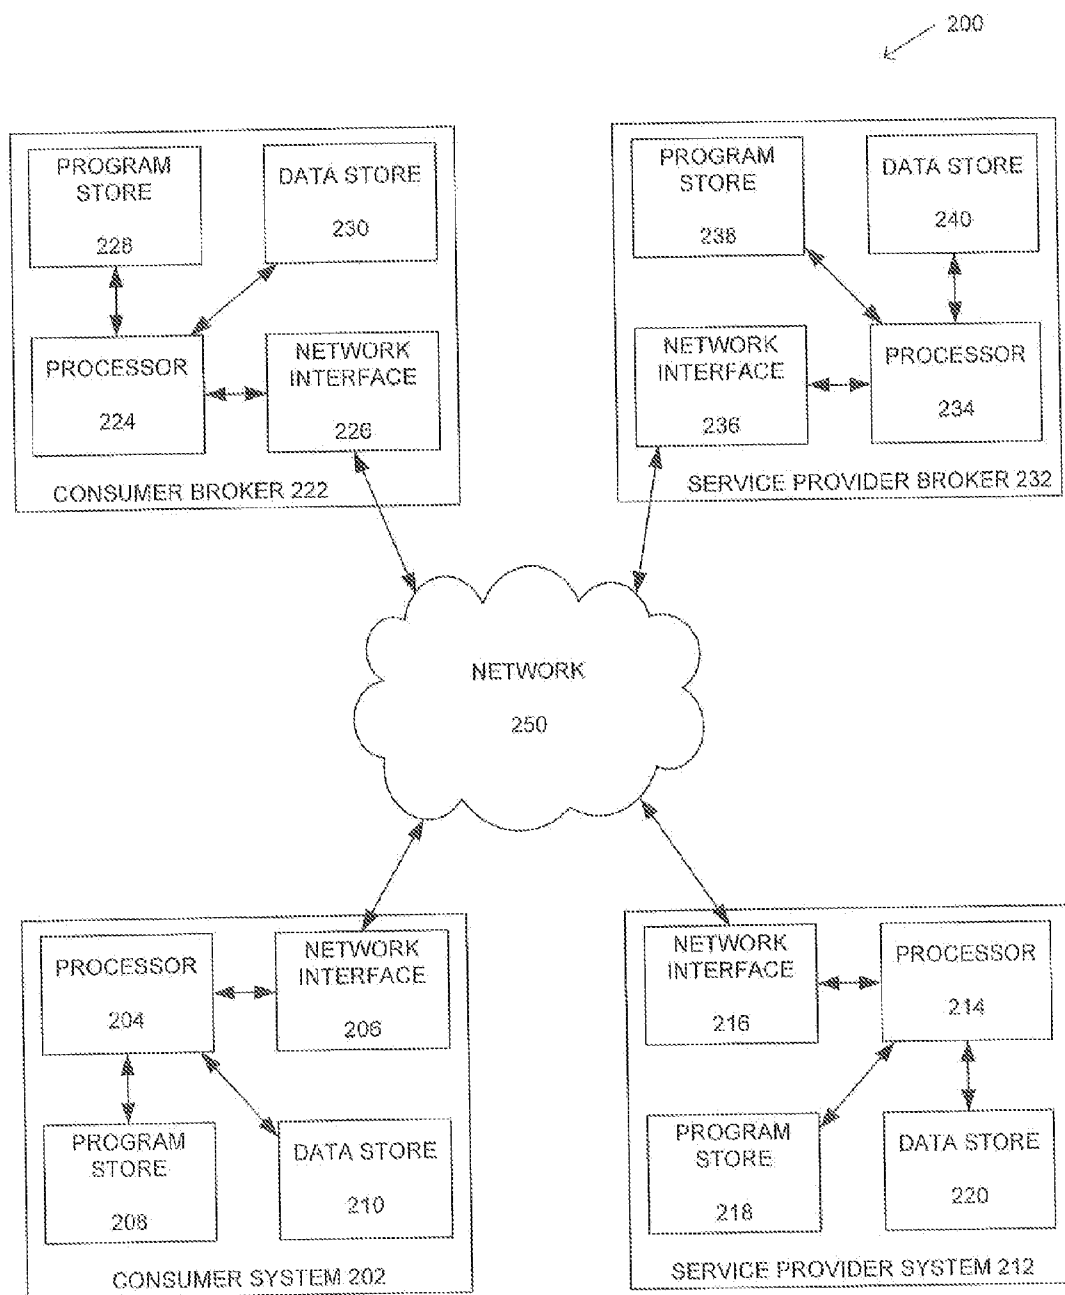 200
PROGRAM
STORE
228
DATA STORE
230
PROCESSOR
224
NETWORK
INTERFACE
226
CONSUMER BROKER 222
PROGRAM
STORE
238
DATA STORE
240
NETWORK
INTERFACE
236
PROCESSOR
234
SERVICE PROVIDER BROKER 232
NETWORK
250
PROCESSOR
204
NETWORK
INTERFACE
206
PROGRAM
STORE
208
DATA STORE
210
CONSUMER SYSTEM 202
NETWORK
INTERFACE
216
PROCESSOR
214
PROGRAM
STORE
218
DATA STORE
220
SERVICE PROVIDER SYSTEM 212